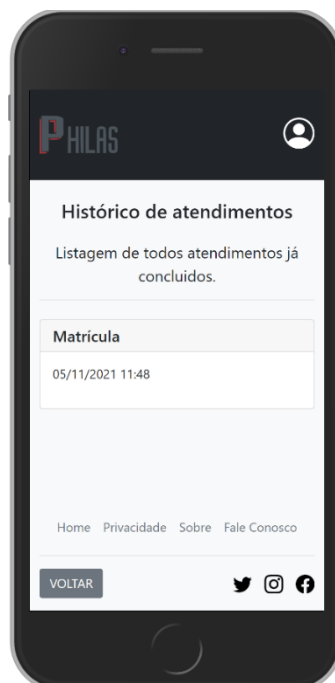 PHILAS
Histórico de atendimentos
Listagem de todos atendimentos já
concluidos.
Matrícula
05/11/2021 11:48
Home Privacidade Sobre Fale Conosco
VOLTAR